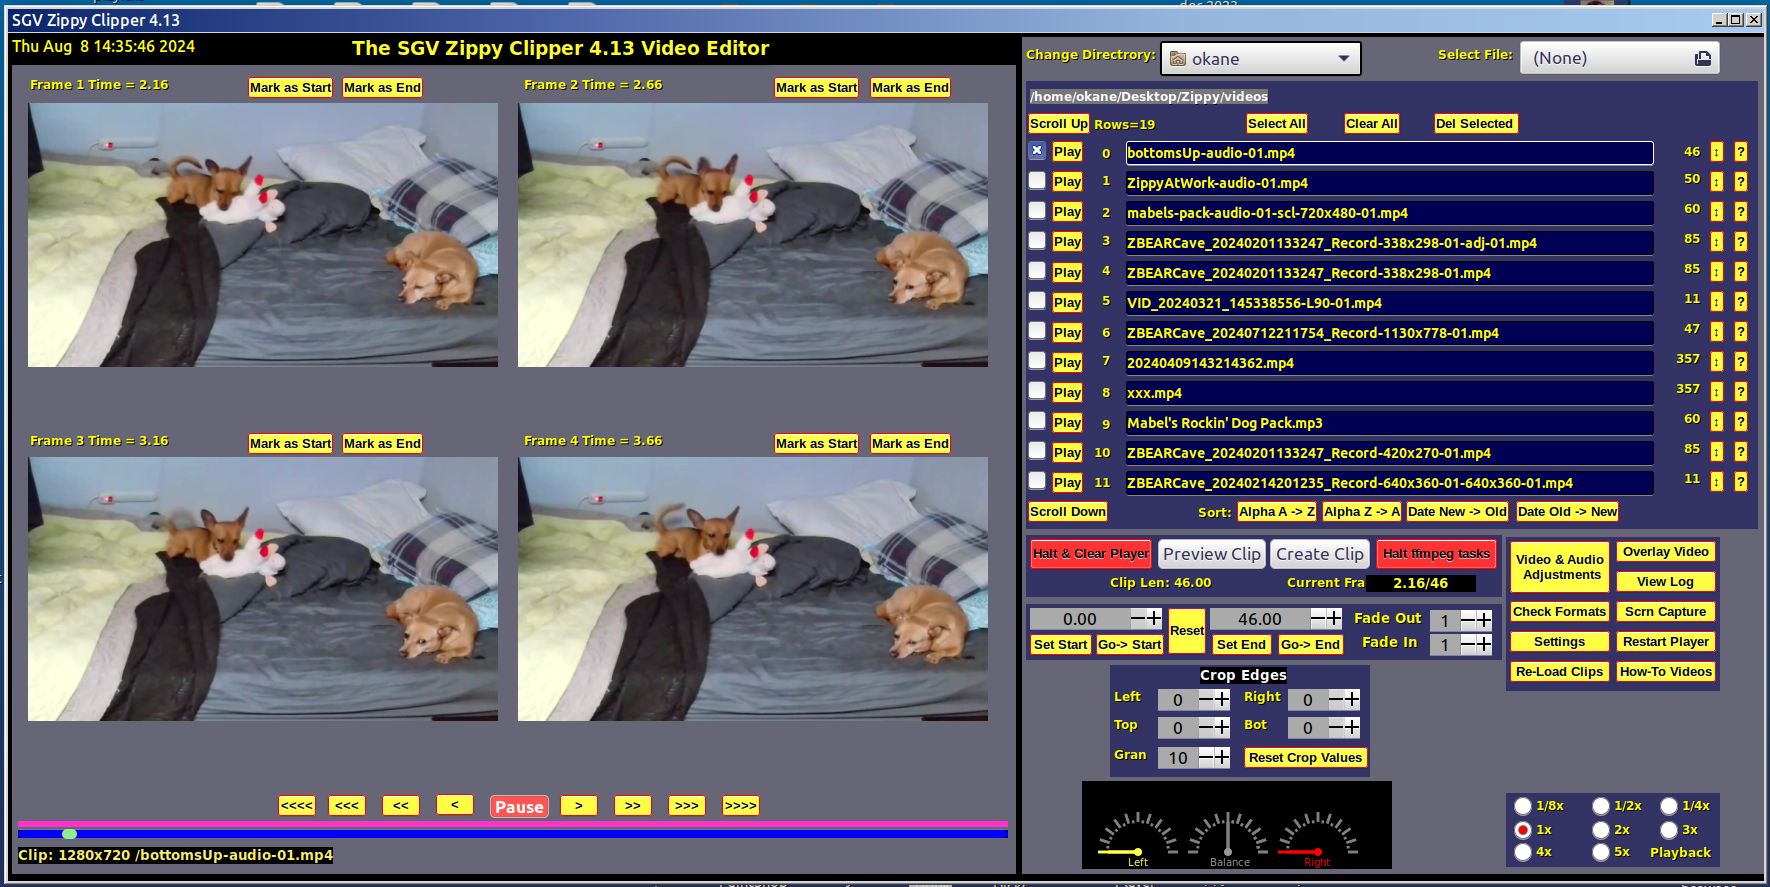 SGV Zippy Clipper 4.13
Thu Aug 8 14:35:46 2024
The SGV Zippy Clipper 4.13 Video Editor
Change Directrory:
okane
Select File:
(None)
Frame 1 Time = 2.16
Mark as Start
Mark as End
Frame 2 Time = 2.66
Mark as Start
Mark as End
/home/okane/Desktop/Zippy/videos
Scroll Up
Rows=19
Select All
Clear All
Del Selected
Play 0 bottomsUp-audio-01.mp4 46 ↕ ?
Play 1 ZippyAtWork-audio-01.mp4 50 ↕ ?
Play 2 mabels-pack-audio-01-scl-720x480-01.mp4 60 ↕ ?
Play 3 ZBEARCave_20240201133247_Record-338x298-01-adj-01.mp4 85 ↕ ?
Play 4 ZBEARCave_20240201133247_Record-338x298-01.mp4 85 ↕ ?
Play 5 VID_20240321_145338556-L90-01.mp4 11 ↕ ?
Play 6 ZBEARCave_20240712211754_Record-1130x778-01.mp4 47 ↕ ?
Play 7 20240409143214362.mp4 357 ↕ ?
Play 8 xxx.mp4 357 ↕ ?
Play 9 Mabel's Rockin' Dog Pack.mp3 60 ↕ ?
Play 10 ZBEARCave_20240201133247_Record-420x270-01.mp4 85 ↕ ?
Play 11 ZBEARCave_20240214201235_Record-640x360-01-640x360-01.mp4 11 ↕ ?
Scroll Down
Sort:
Alpha A -> Z
Alpha Z -> A
Date New -> Old
Date Old -> New
Frame 3 Time = 3.16
Mark as Start
Mark as End
Frame 4 Time = 3.66
Mark as Start
Mark as End
Halt & Clear Player
Preview Clip
Create Clip
Halt ffmpeg tasks
Clip Len: 46.00
Current Fra
2.16/46
Video & Audio
Adjustments
Overlay Video
View Log
Check Formats
Scrn Capture
Settings
Restart Player
Re-Load Clips
How-To Videos
0.00 −+
Reset
46.00 −+
Fade Out 1 −+
Set Start
Go-> Start
Set End
Go-> End
Fade In 1 −+
Crop Edges
Left 0 −+ Right 0 −+
Top 0 −+ Bot 0 −+
Gran 10 −+ Reset Crop Values
<<<<
<<<
<<
<
Pause
>
>>
>>>
>>>>
Clip: 1280x720 /bottomsUp-audio-01.mp4
Left
Balance
Right
1/8x 1/2x 1/4x
1x 2x 3x
4x 5x Playback